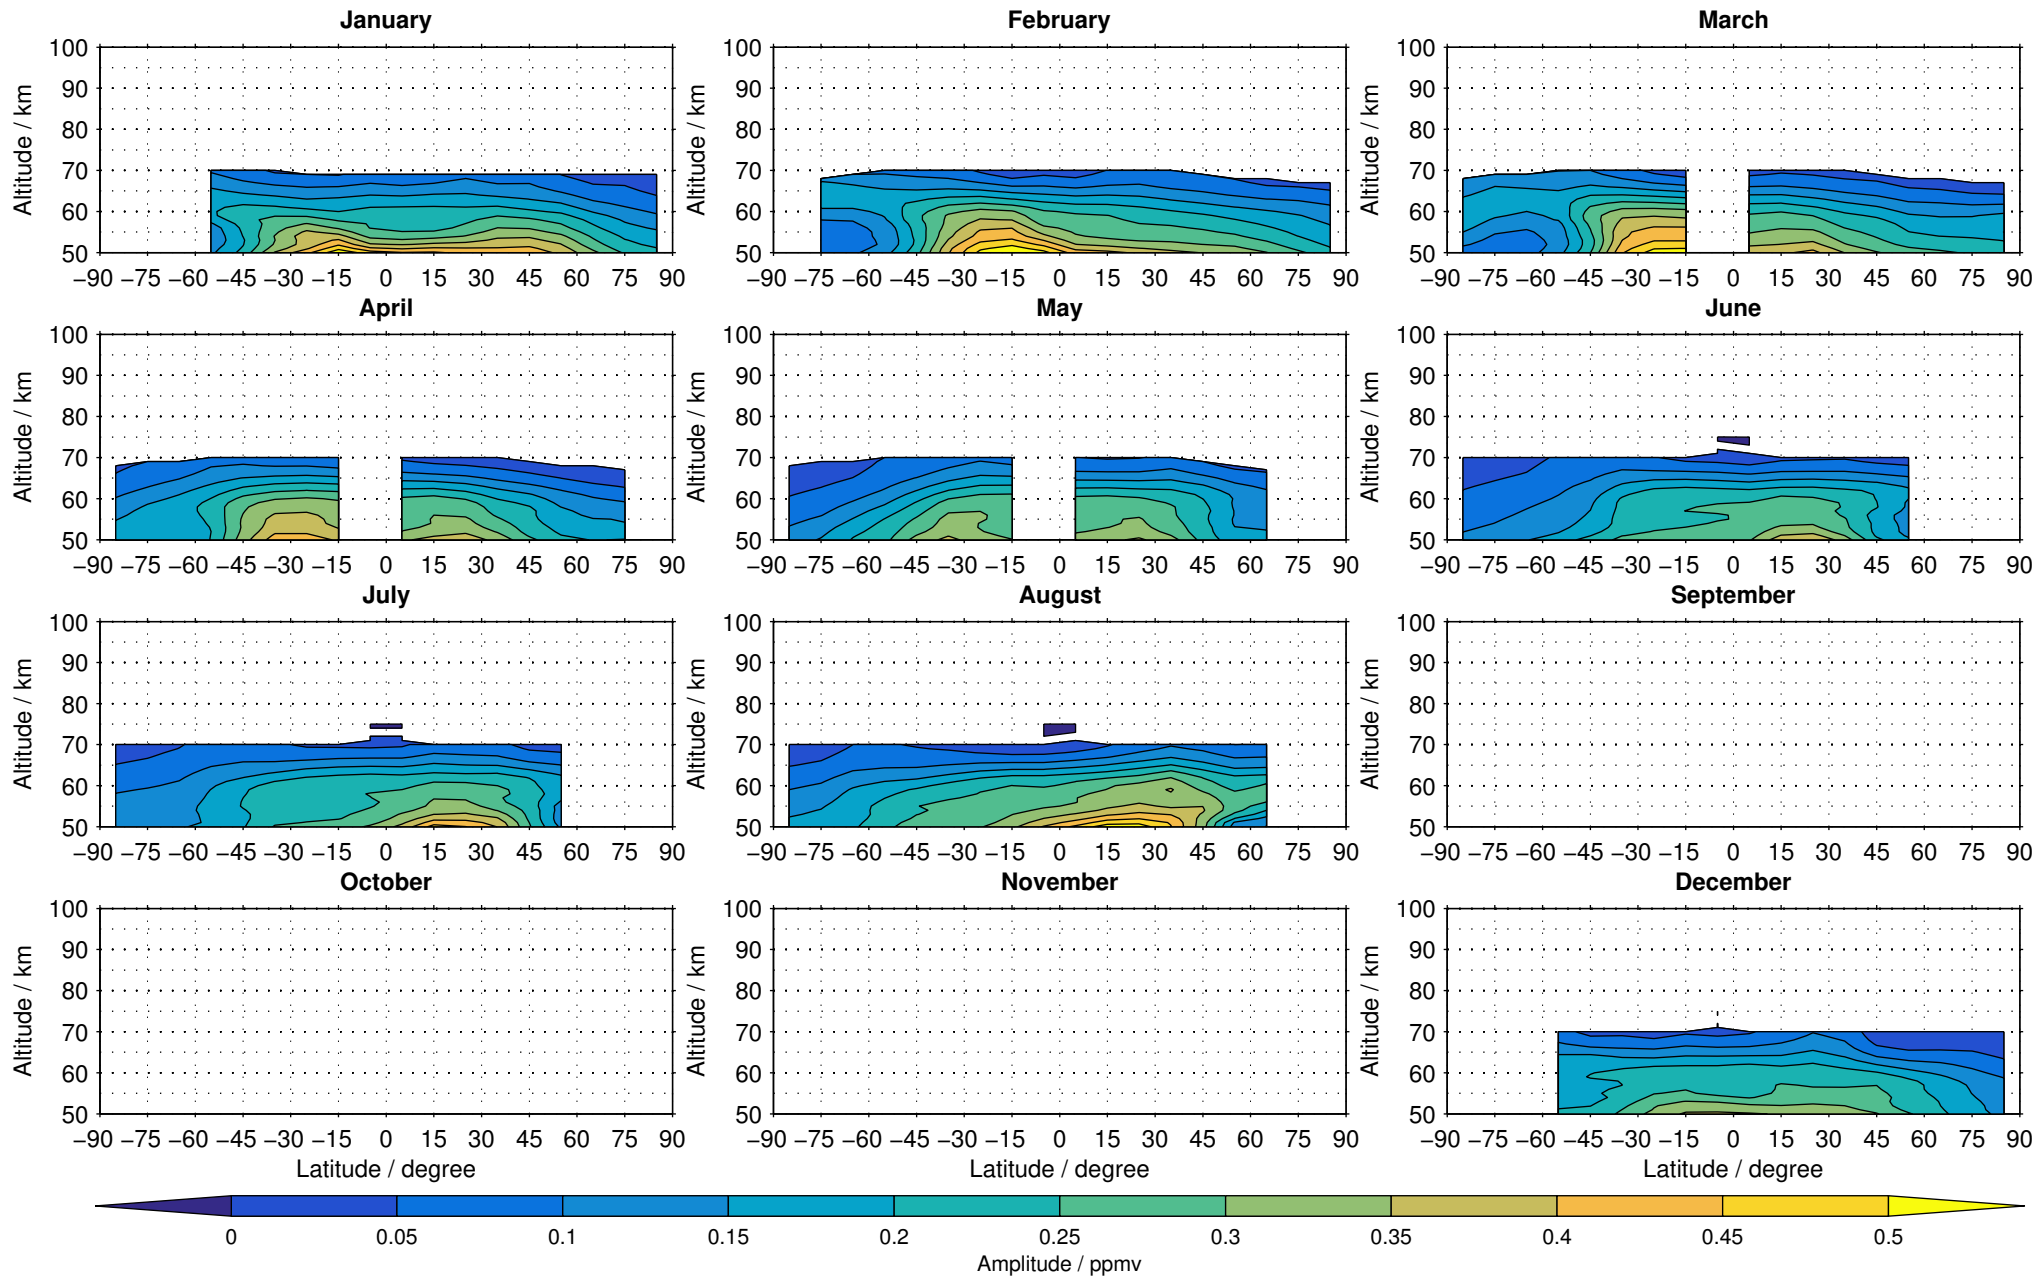 January February March
100 100 100
90 90 90
Altitude / km Altitude / km Altitude / km
80 80 80
70 70 70
60 60 60
50 50 50
−90 −75 −60 −45 −30 −15 0 15 30 45 60 75 90 −90 −75 −60 −45 −30 −15 0 15 30 45 60 75 90 −90 −75 −60 −45 −30 −15 0 15 30 45 60 75 90
April May June
100 100 100
90 90 90
Altitude / km Altitude / km Altitude / km
80 80 80
70 70 70
60 60 60
50 50 50
−90 −75 −60 −45 −30 −15 0 15 30 45 60 75 90 −90 −75 −60 −45 −30 −15 0 15 30 45 60 75 90 −90 −75 −60 −45 −30 −15 0 15 30 45 60 75 90
July August September
100 100 100
90 90 90
Altitude / km Altitude / km Altitude / km
80 80 80
70 70 70
60 60 60
50 50 50
−90 −75 −60 −45 −30 −15 0 15 30 45 60 75 90 −90 −75 −60 −45 −30 −15 0 15 30 45 60 75 90 −90 −75 −60 −45 −30 −15 0 15 30 45 60 75 90
October November December
100 100 100
90 90 90
Altitude / km Altitude / km Altitude / km
80 80 80
70 70 70
60 60 60
50 50 50
−90 −75 −60 −45 −30 −15 0 15 30 45 60 75 90 −90 −75 −60 −45 −30 −15 0 15 30 45 60 75 90 −90 −75 −60 −45 −30 −15 0 15 30 45 60 75 90
Latitude / degree Latitude / degree Latitude / degree
0 0.05 0.1 0.15 0.2 0.25 0.3 0.35 0.4 0.45 0.5
Amplitude / ppmv